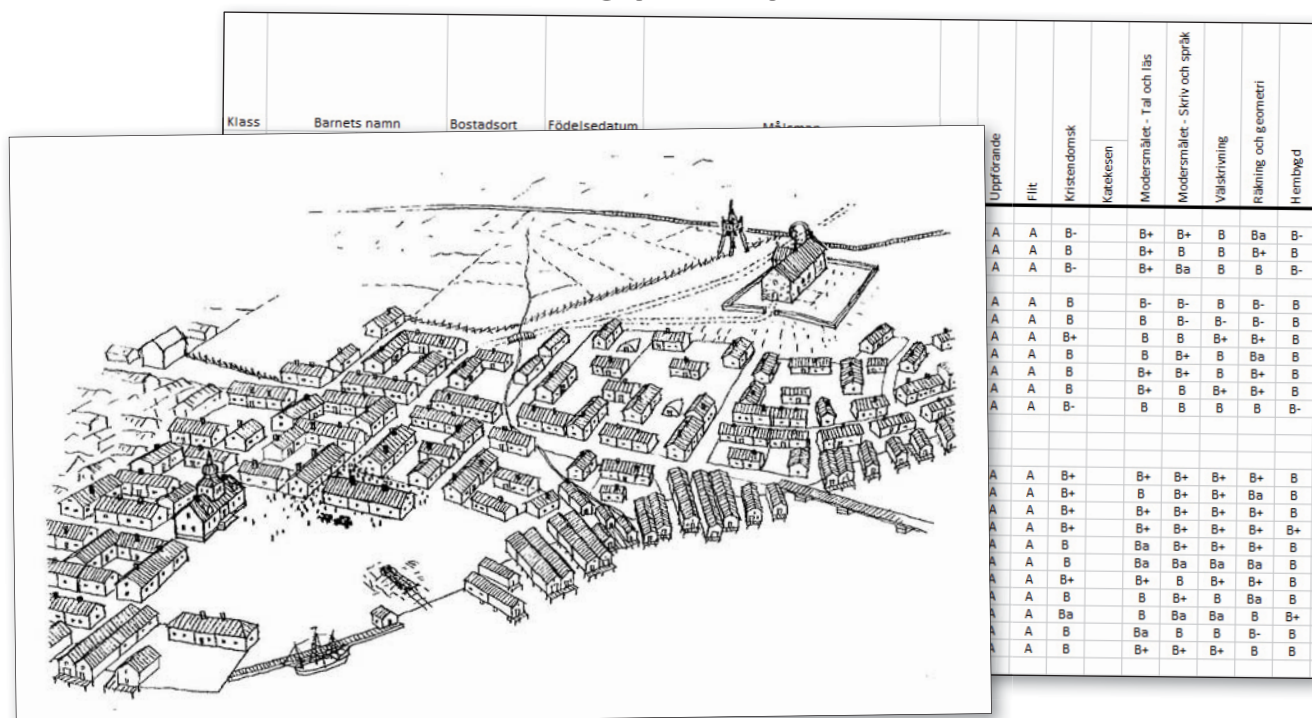 Klass Barnets namn Bostadsort Födelsedatum Målsman
Uppförande
Flit
Kristendomsk
Katekesen
Modersmålet - Tal och läs
Modersmålet - Skriv och språk
Välskrivning
Räkning och geometri
Hembygd
A A B- B+ B+ B Ba B-
A A B B+ B B B+ B
A A B- B+ Ba B B B-
A A B B- B- B B- B
A A B B B- B- B- B
A A B+ B B B+ B+ B
A A B B B+ B Ba B
A A B B+ B+ B B+ B
A A B B+ B B+ B+ B
A A B- B B B B B-
A A B+ B+ B+ B+ B+ B
A A B+ B B+ B+ Ba B
A A B+ B+ B+ B+ B+ B
A A B+ B+ B+ B+ B+ B+
A A B Ba B+ B+ B+ B
A A B Ba Ba Ba Ba B
A A B+ B+ B B+ B+ B
A A B B B+ B Ba B
A A Ba B Ba Ba B B+
A A B Ba B B B- B
A A B B+ B+ B+ B B